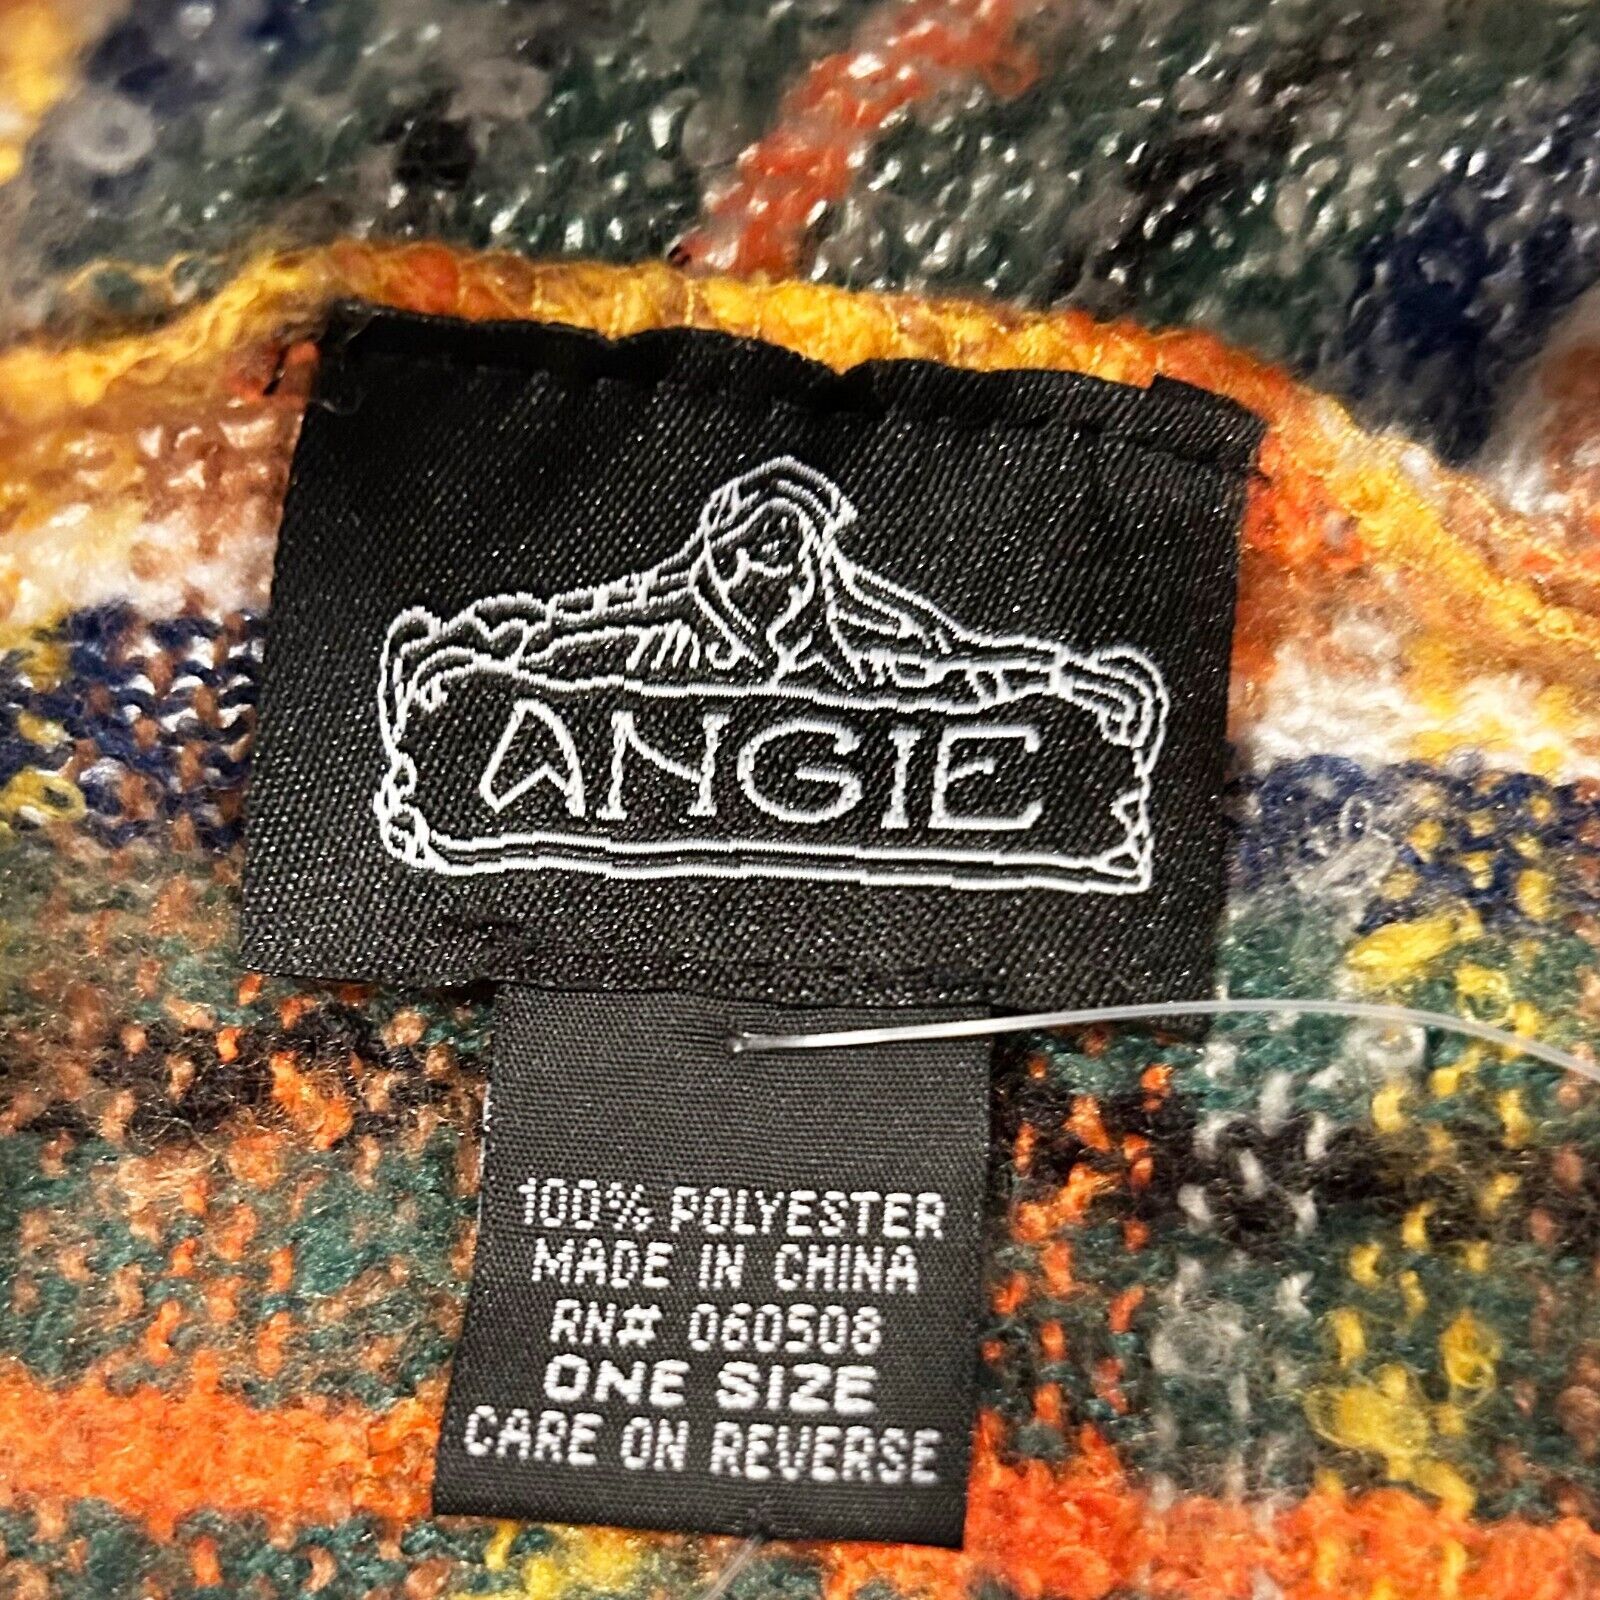 ANGIE
100% POLYESTER
MADE IN CHINA
RN# 060508
ONE SIZE
CARE ON REVERSE